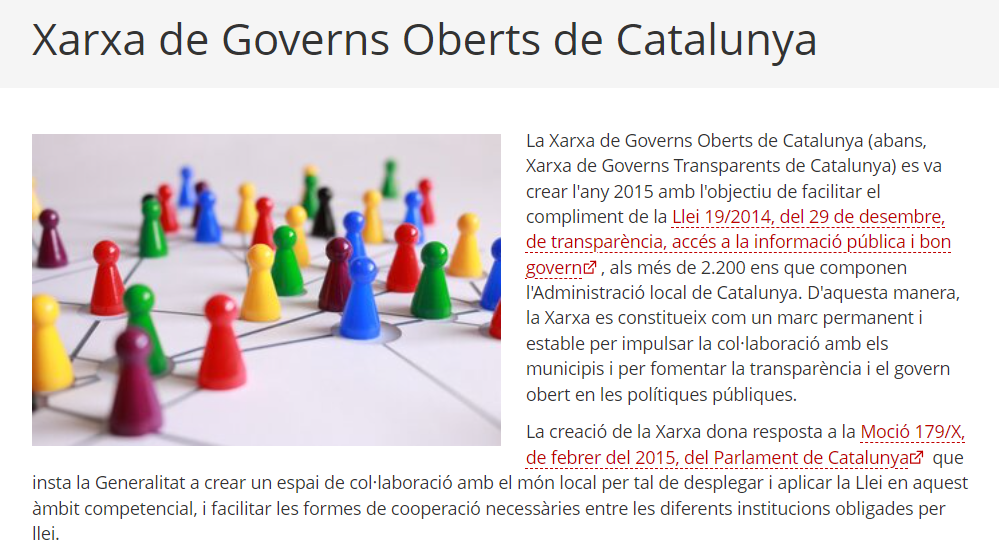 Xarxa de Governs Oberts de Catalunya
La Xarxa de Governs Oberts de Catalunya (abans,
Xarxa de Governs Transparents de Catalunya) es va
crear l'any 2015 amb l'objectiu de facilitar el
compliment de la Llei 19/2014, del 29 de desembre,
de transparència, accés a la informació pública i bon
govern , als més de 2.200 ens que componen
l'Administració local de Catalunya. D'aquesta manera,
la Xarxa es constitueix com un marc permanent i
estable per impulsar la col·laboració amb els
municipis i per fomentar la transparència i el govern
obert en les polítiques públiques.
La creació de la Xarxa dona resposta a la Moció 179/X,
de febrer del 2015, del Parlament de Catalunya que
insta la Generalitat a crear un espai de col·laboració amb el món local per tal de desplegar i aplicar la Llei en aquest
àmbit competencial, i facilitar les formes de cooperació necessàries entre les diferents institucions obligades per
llei.